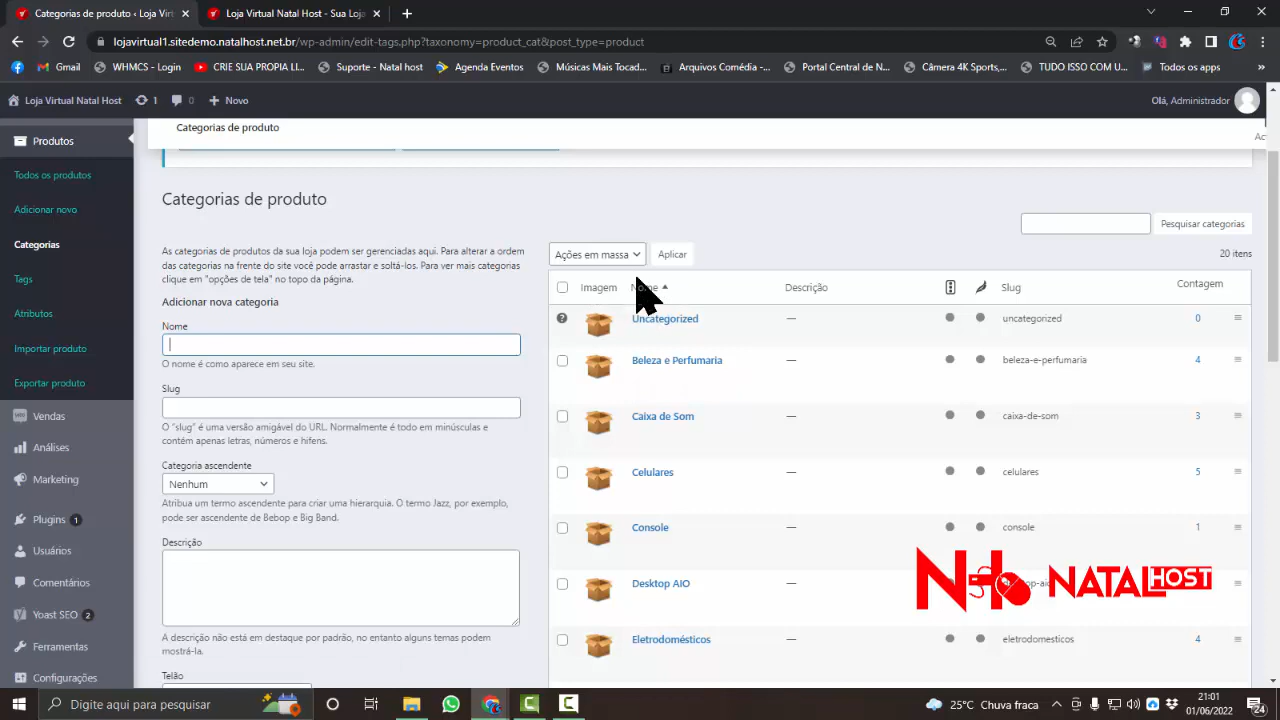 Categorias de produto ‹ Loja Virt
Loja Virtual Natal Host - Sua Loja
lojavirtual1.sitedemo.natalhost.net.br/wp-admin/edit-tags.php?taxonomy=product_cat&post_type=product
Gmail
WHMCS - Login
CRIE SUA PROPIA LI...
Suporte - Natal host
Agenda Eventos
Músicas Mais Tocad...
Arquivos Comédia -...
Portal Central de N...
Câmera 4K Sports,...
TUDO ISSO COM U...
Todos os apps
Loja Virtual Natal Host
1
0
Novo
Olá, Administrador
Categorias de produto
Produtos
Todos os produtos
Adicionar novo
Categorias
Tags
Atributos
Importar produto
Exportar produto
Vendas
Análises
Marketing
Plugins 1
Usuários
Comentários
Yoast SEO 2
Ferramentas
Configurações
Categorias de produto
As categorias de produtos da sua loja podem ser gerenciadas aqui. Para alterar a ordem
das categorias na frente do site você pode arrastar e soltá-los. Para ver mais categorias
clique em "opções de tela" no topo da página.
Adicionar nova categoria
Nome
O nome é como aparece em seu site.
Slug
O “slug” é uma versão amigável do URL. Normalmente é todo em minúsculas e
contém apenas letras, números e hifens.
Categoria ascendente
Nenhum
Atribua um termo ascendente para criar uma hierarquia. O termo Jazz, por exemplo,
pode ser ascendente de Bebop e Big Band.
Descrição
A descrição não está em destaque por padrão, no entanto alguns temas podem
mostrá-la.
Telão
Pesquisar categorias
Ações em massa
Aplicar
20 itens
Imagem
Nome
Descrição
Slug
Contagem
Uncategorized — uncategorized 0
Beleza e Perfumaria — beleza-e-perfumaria 4
Caixa de Som — caixa-de-som 3
Celulares — celulares 5
Console — console 1
Desktop AIO —
Eletrodomésticos — eletrodomesticos 4
NH NATALHOST
Digite aqui para pesquisar
25°C Chuva fraca
21:01
01/06/2022
24